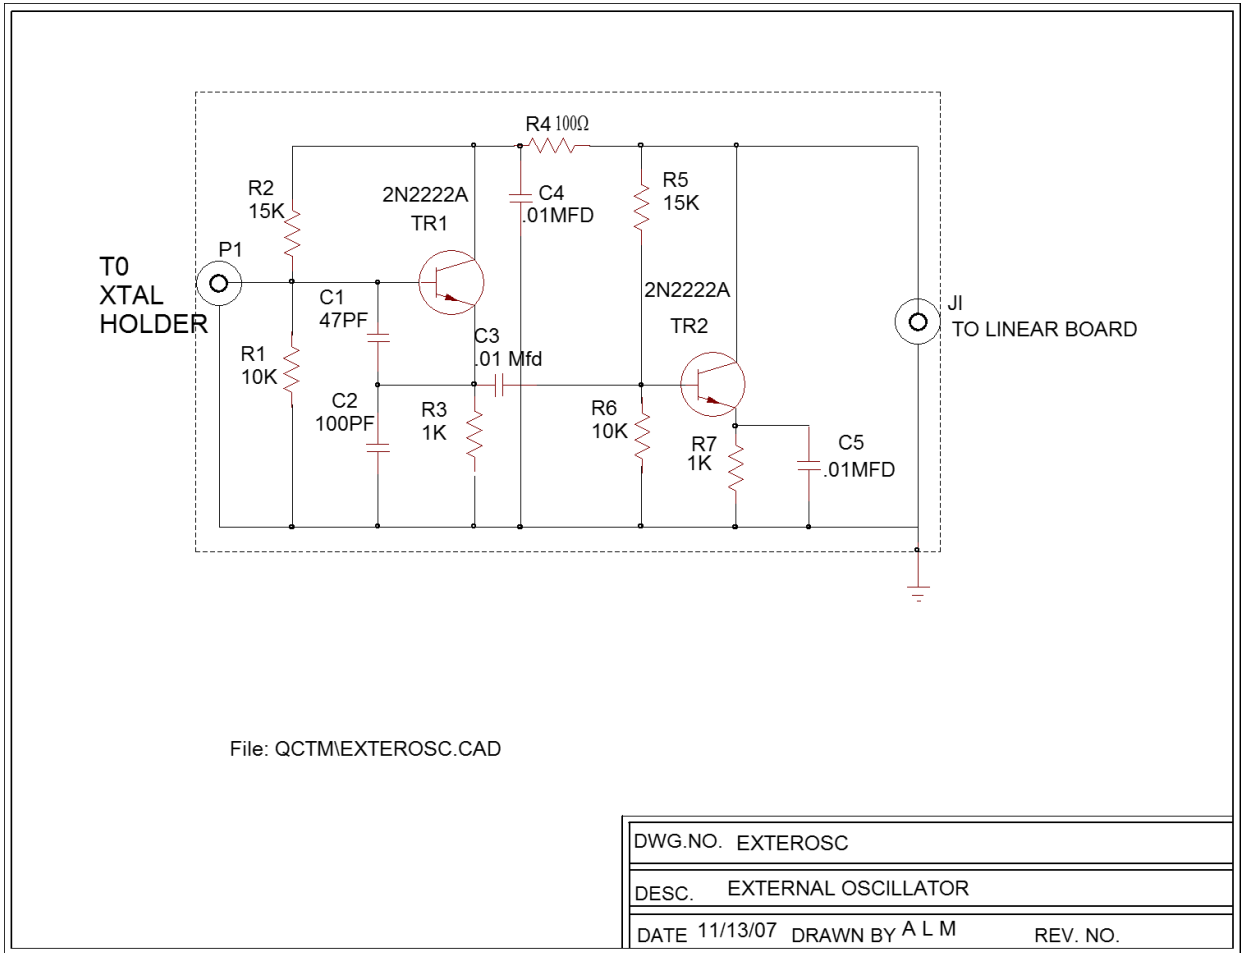 R4 100Ω
R2
15K
2N2222A
TR1
C4
.01MFD
R5
15K
P1
T0
XTAL
HOLDER
C1
47PF
2N2222A
TR2
JI
TO LINEAR BOARD
C3
.01 Mfd
R1
10K
C2
100PF
R3
1K
R6
10K
R7
1K
C5
.01MFD
File: QCTM\EXTEROSC.CAD
DWG.NO. EXTEROSC
DESC. EXTERNAL OSCILLATOR
DATE 11/13/07 DRAWN BY A L M REV. NO.